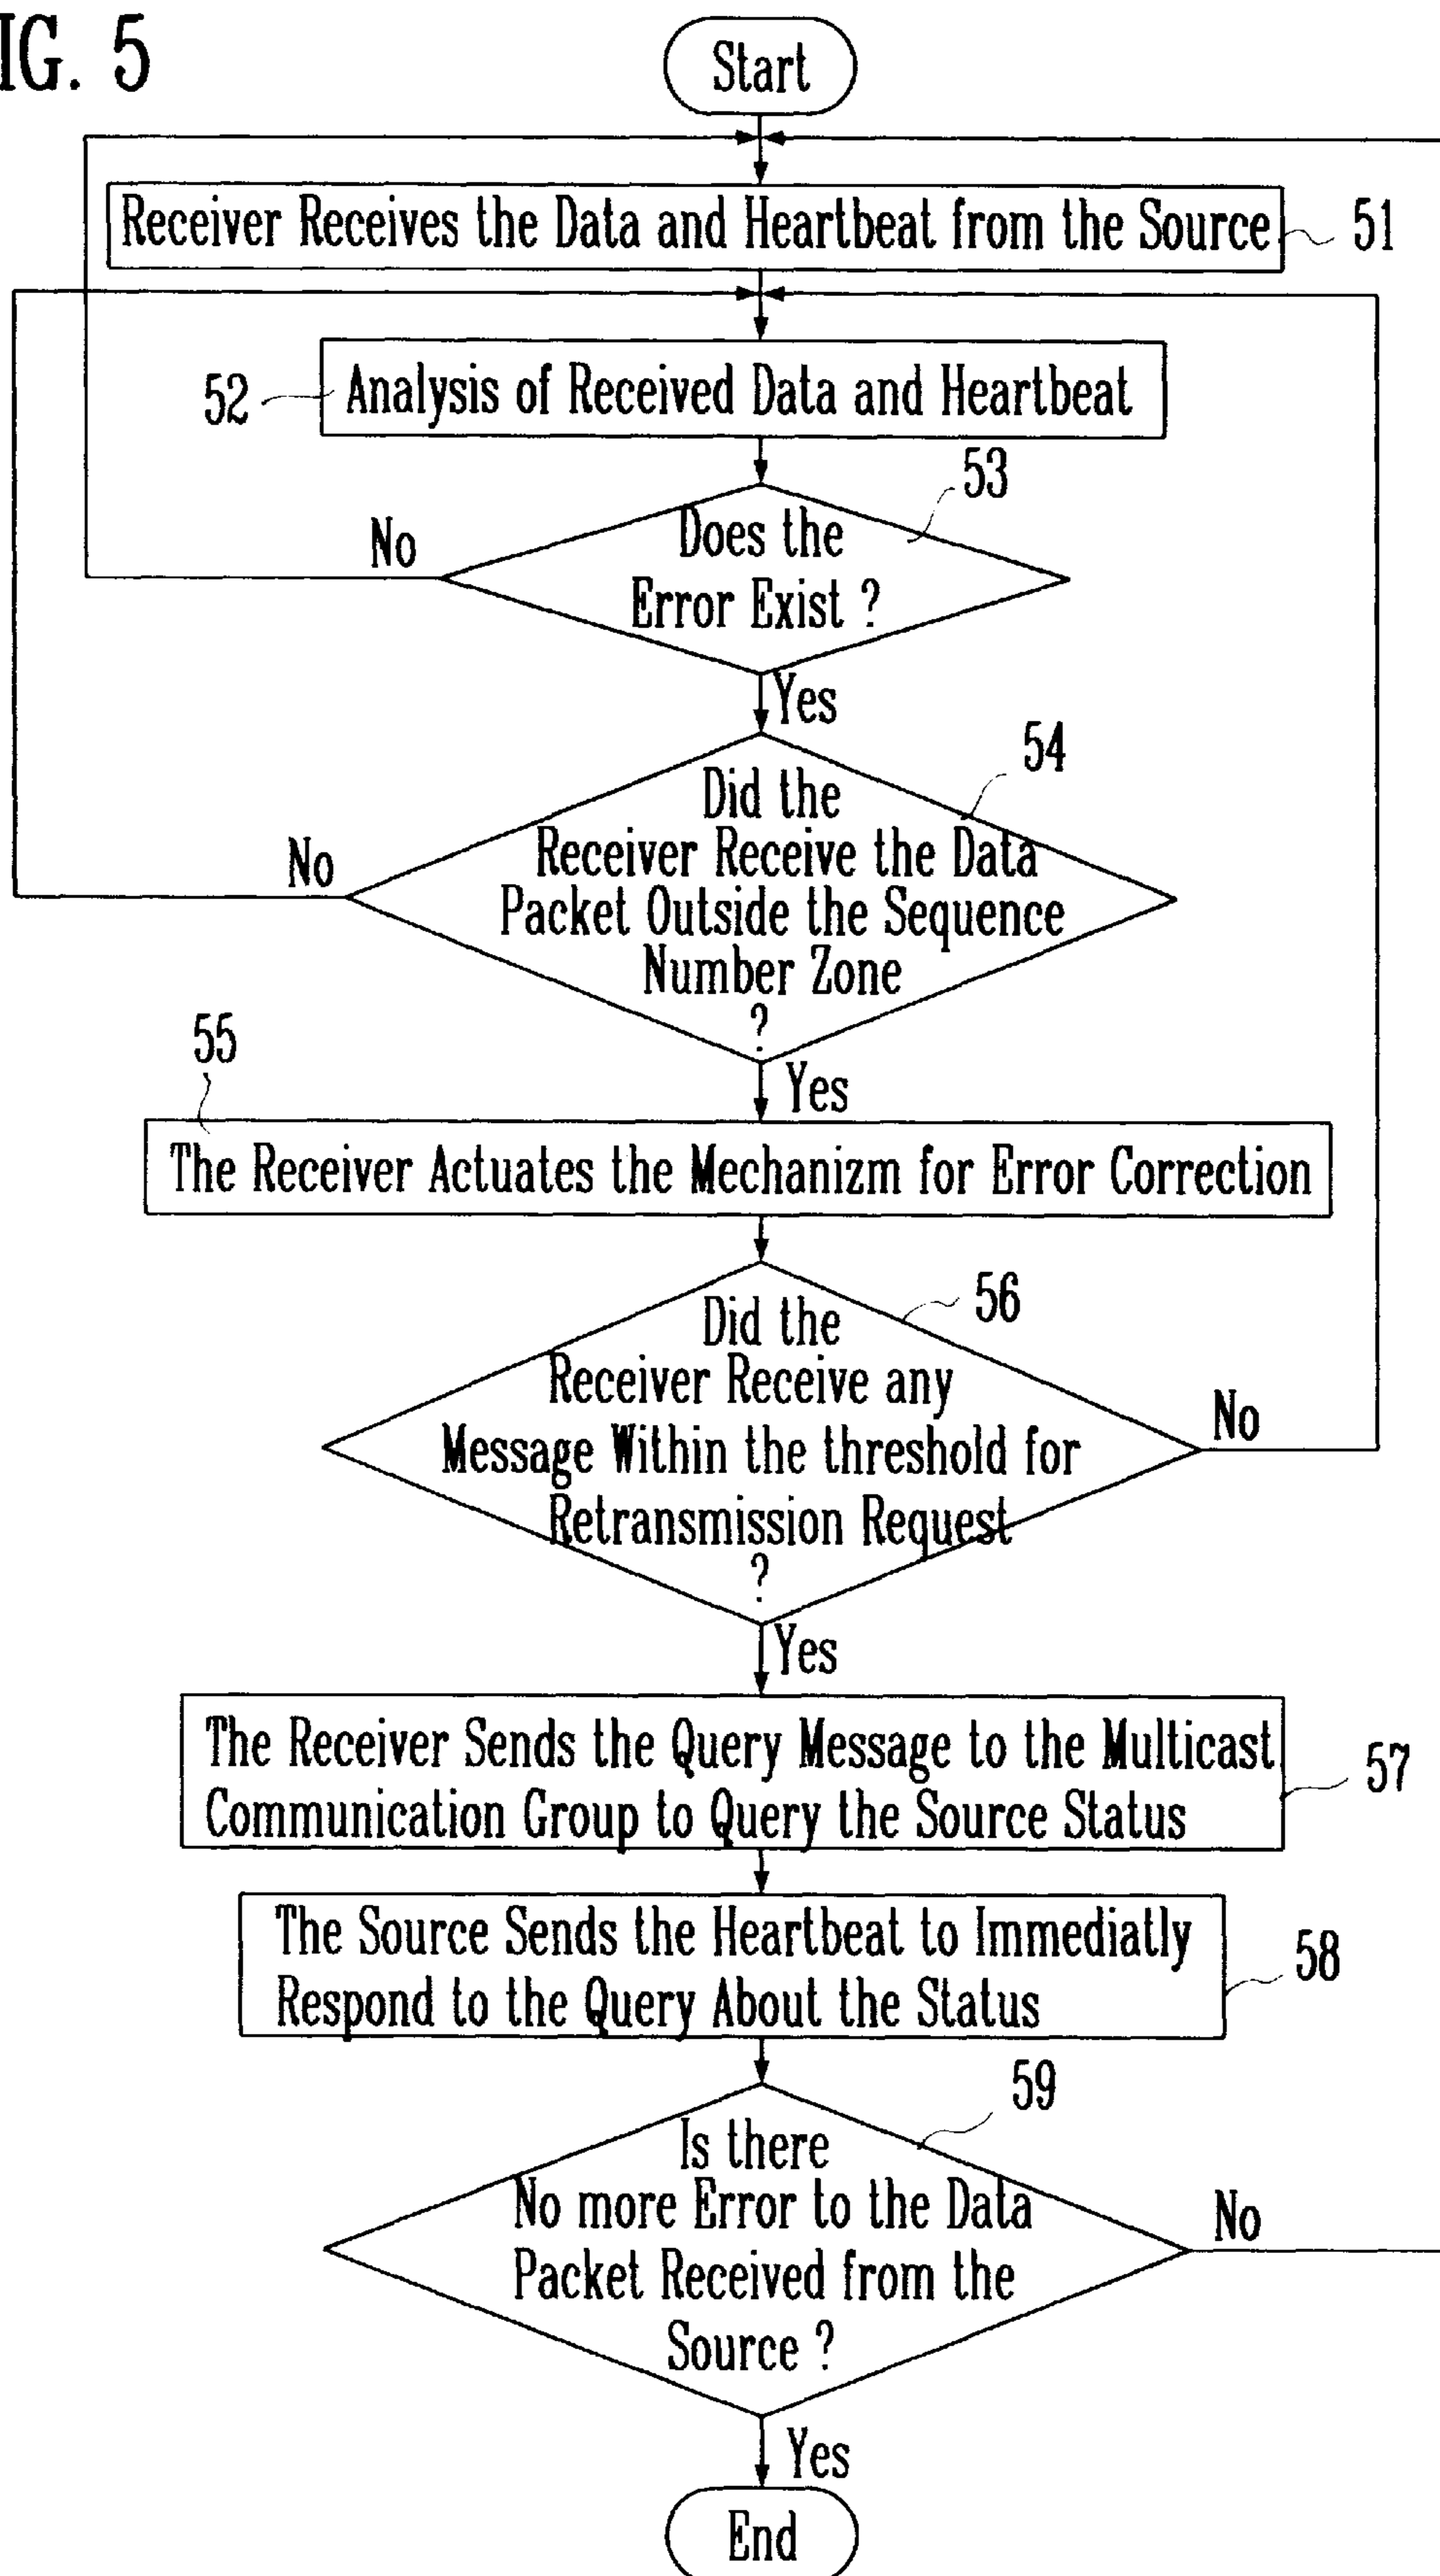 IG. 5
Start
Receiver Receives the Data and Heartbeat from the Source
51
52
Analysis of Received Data and Heartbeat
53
Does the
Error Exist ?
No
Yes
54
Did the
Receiver Receive the Data
Packet Outside the Sequence
Number Zone
?
No
Yes
55
The Receiver Actuates the Mechanizm for Error Correction
56
Did the
Receiver Receive any
Message Within the threshold for
Retransmission Request
?
No
Yes
The Receiver Sends the Query Message to the Multicast
Communication Group to Query the Source Status
57
The Source Sends the Heartbeat to Immediatly
Respond to the Query About the Status
58
59
Is there
No more Error to the Data
Packet Received from the
Source ?
No
Yes
End